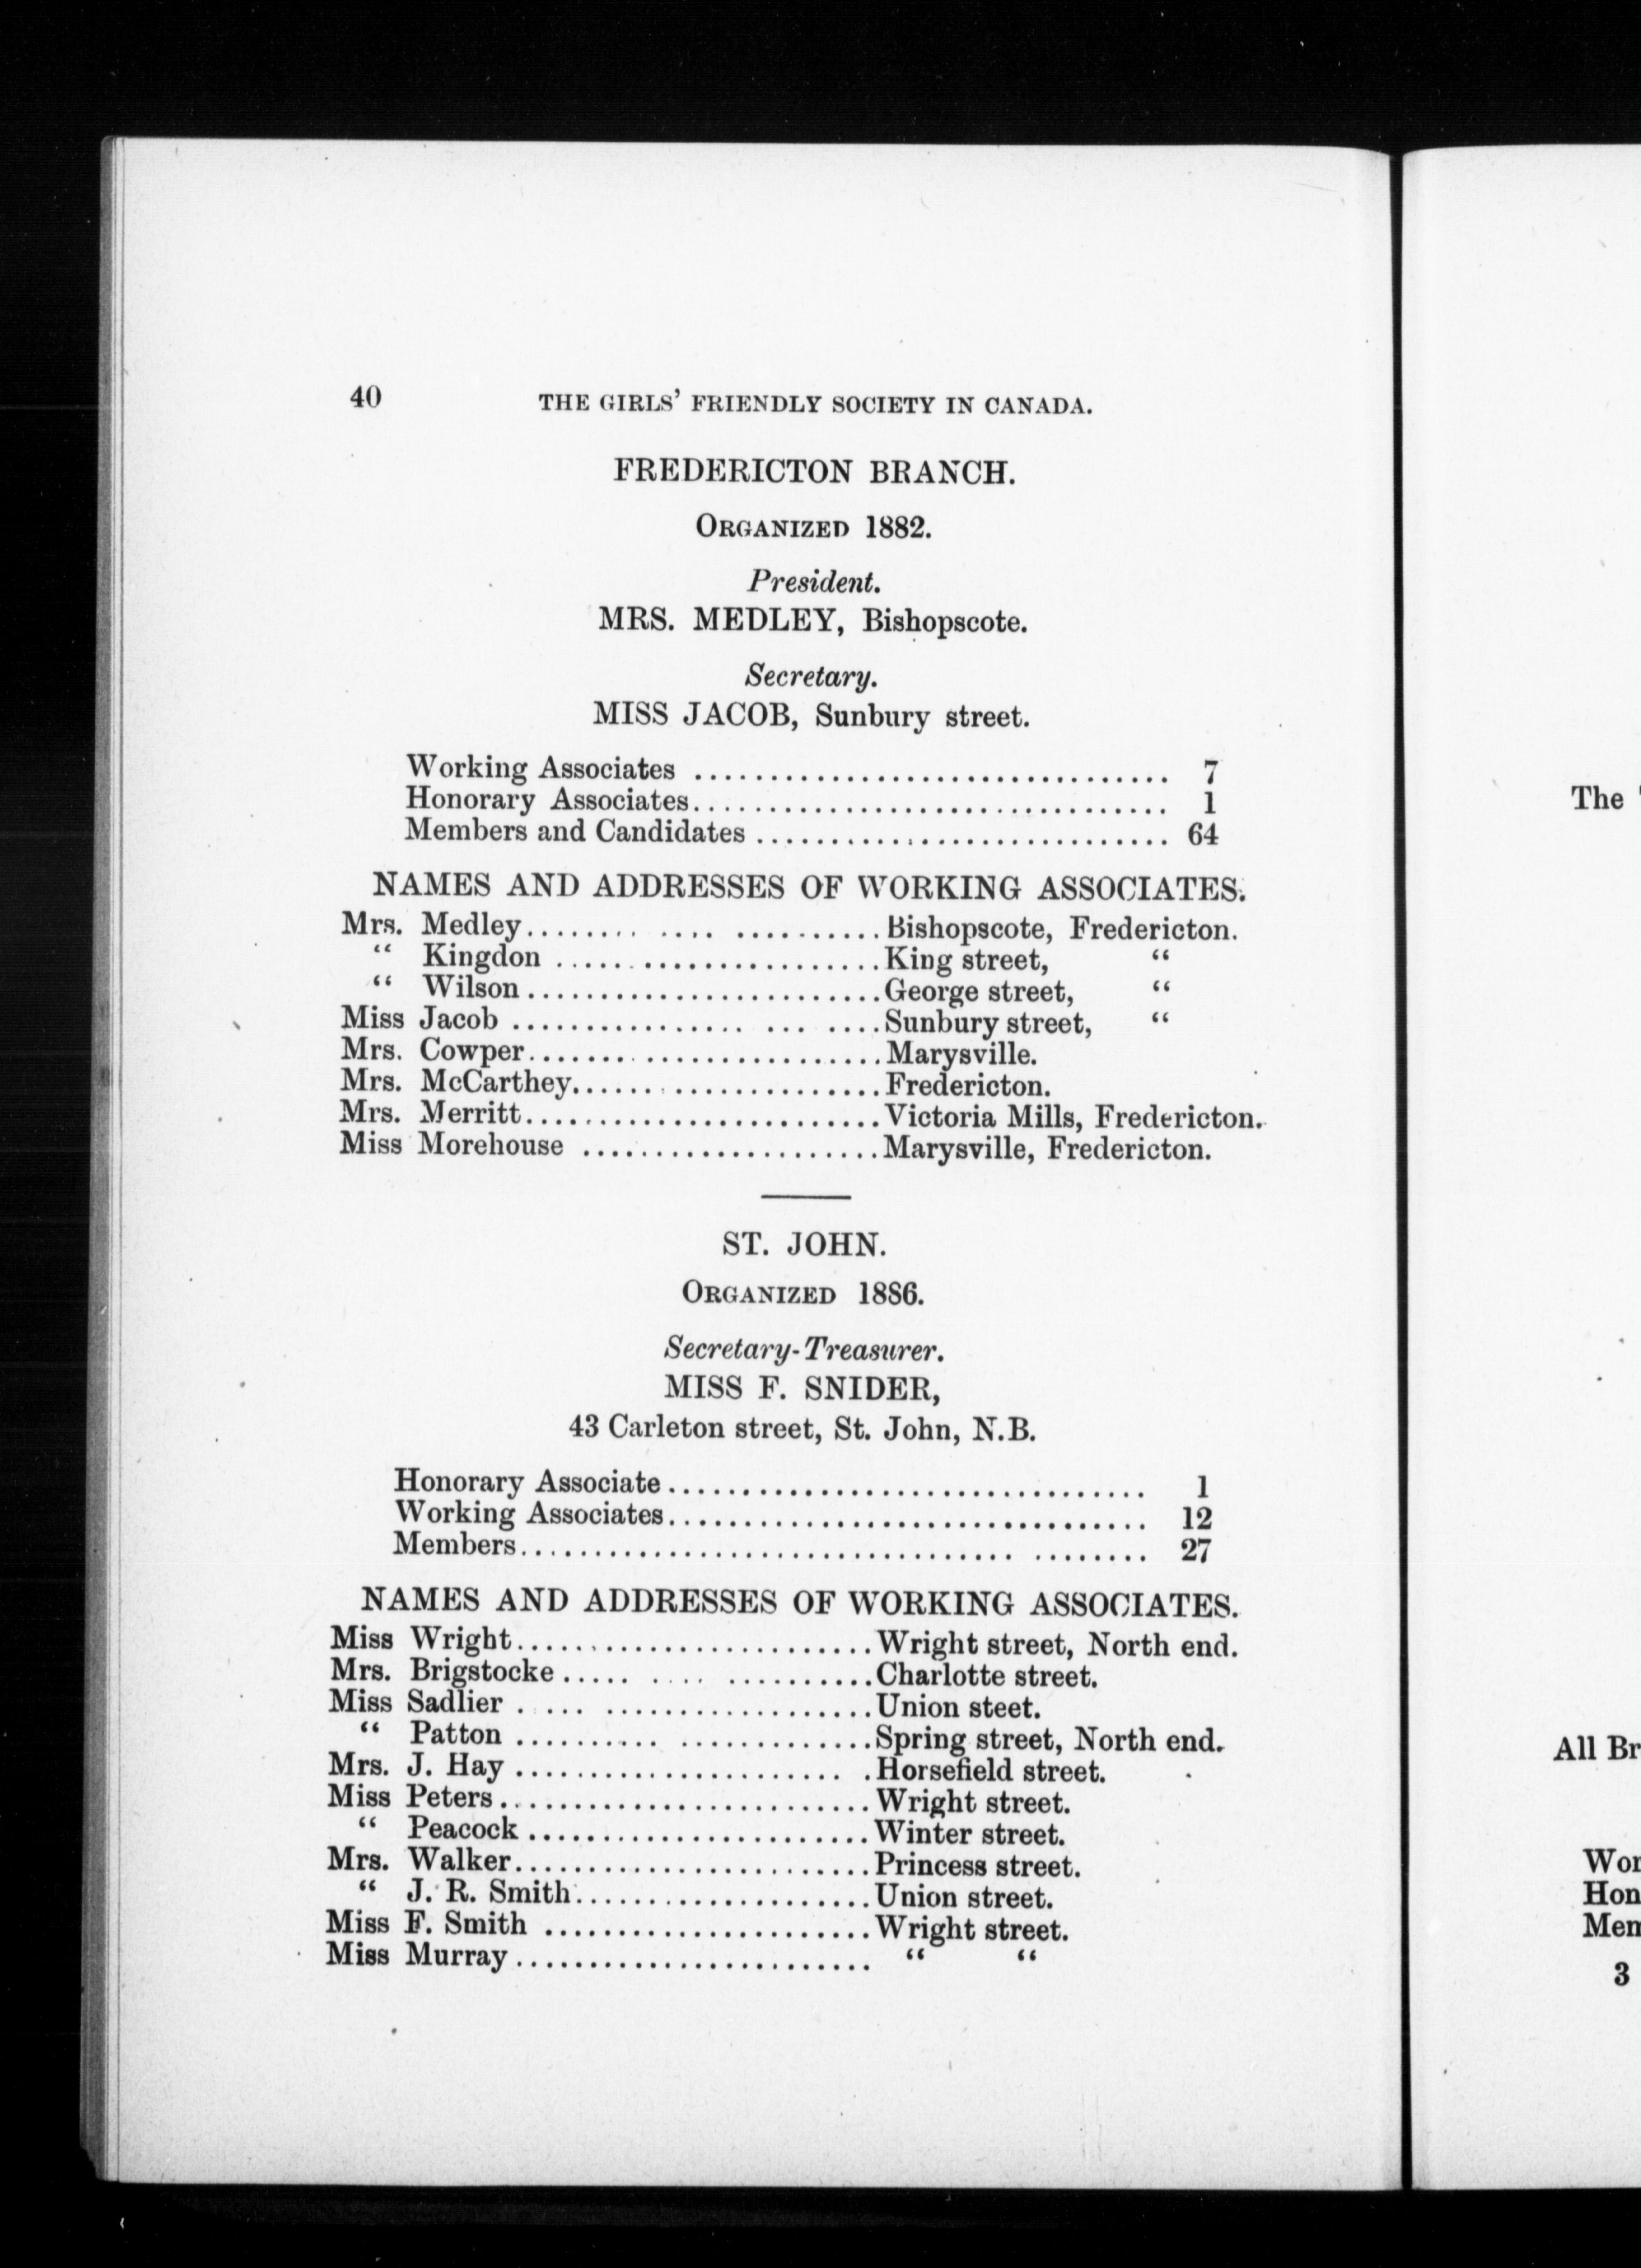 40 THE GIRLS' FRIENDLY SOCIETY IN CANADA.
FREDERICTON BRANCH.
ORGANIZED 1882.
President.
MRS. MEDLEY, Bishopscote.
Secretary.
MISS JACOB, Sunbury street.
Working Associates ................................ 7
Honorary Associates................................ 1
Members and Candidates ............................ 64
NAMES AND ADDRESSES OF WORKING ASSOCIATES.
Mrs. Medley........ .... ..........Bishopscote, Fredericton.
" Kingdon ......................King street, "
" Wilson ........................George street, "
Miss Jacob ................ ... ....Sunbury street, "
Mrs. Cowper........................Marysville.
Mrs. McCarthey.....................Fredericton.
Mrs. Merritt........................Victoria Mills, Fredericton.
Miss Morehouse ....................Marysville, Fredericton.
ST. JOHN.
ORGANIZED 1886.
Secretary-Treasurer.
MISS F. SNIDER,
43 Carleton street, St. John, N.B.
Honorary Associate ................................ 1
Working Associates................................ 12
Members.................................. ........ 27
NAMES AND ADDRESSES OF WORKING ASSOCIATES.
Miss Wright........................Wright street, North end.
Mrs. Brigstocke ..... .... ..........Charlotte street.
Miss Sadlier ..... ..................Union steet.
" Patton .......... .............Spring street, North end.
Mrs. J. Hay ...................... .Horsefield street.
Miss Peters.........................Wright street.
" Peacock .......................Winter street.
Mrs. Walker........................Princess street.
" J. R. Smith....................Union street.
Miss F. Smith ......................Wright street.
Miss Murray........................ " "
The
All Br
Wor
Hon
Mem
3